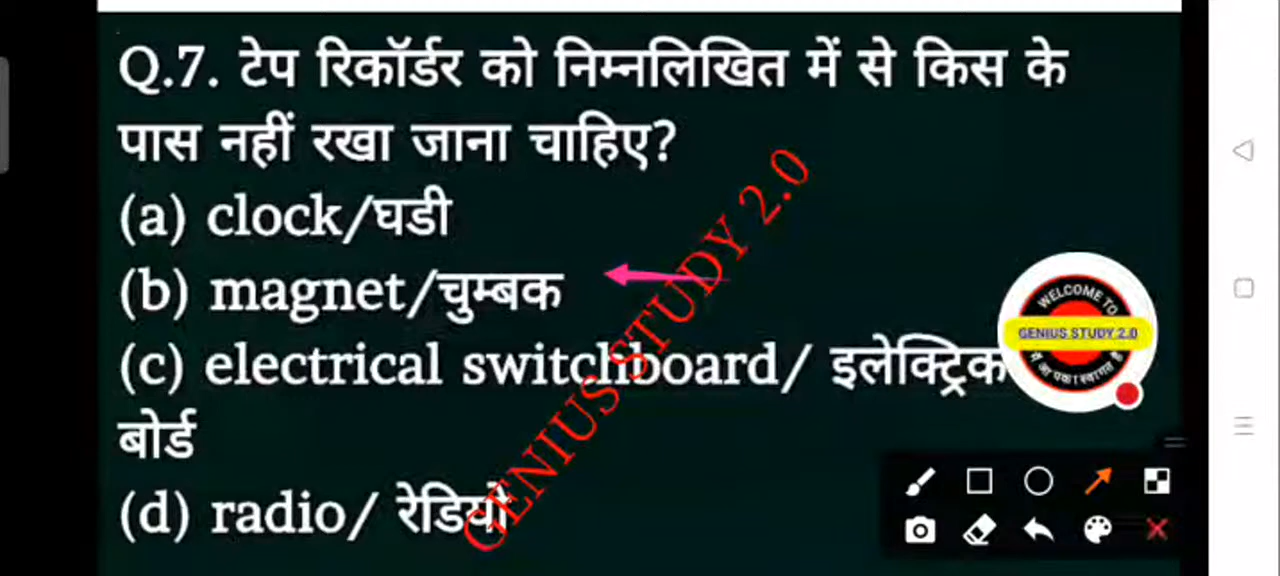 Q.7. टेप रिकॉर्डर को निम्नलिखित में से किस के
पास नहीं रखा जाना चाहिए?
(a) clock/घडी
(b) magnet/चुम्बक
(c) electrical switchboard/ इलेक्ट्रिक
बोर्ड
(d) radio/ रेडियो
GENIUS STUDY 2.0
WELCOME TO
GENIUS STUDY 2.0